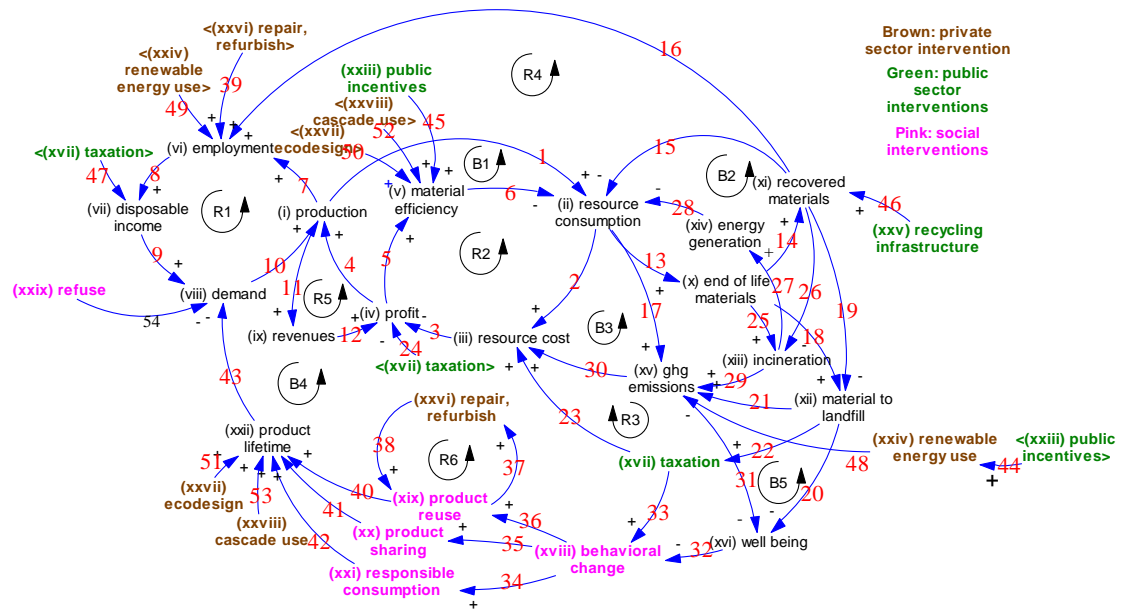 <(xxvi) repair,
refurbish>
16
Brown: private
sector intervention
Green: public
sector
interventions
Pink: social
interventions
<(xxiv)
renewable
energy use>
39
49
R4
(xxiii) public
incentives
<(xxviii)
cascade use>
52
45
<(xxvii)
ecodesign>
50
(vi) employment
<(xvii) taxation>
47
8
7
B1
1
15
B2
(xi) recovered
materials
(v) material
efficiency
6
(vii) disposable
income
R1
(i) production
(ii) resource
consumption
28
46
(xxv) recycling
infrastructure
(xiv) energy
generation
14
R2
9
10
4
5
13
(x) end of life
materials
27
26
(xxix) refuse
54
(viii) demand
11
R5
2
17
25
18
19
(iv) profit
(ix) revenues
12
3
(iii) resource cost
B3
24
<(xvii) taxation>
(xiii) incineration
30
(xv) ghg
emissions
29
43
B4
21
(xii) material to
landfill
(xxvi) repair,
refurbish
23
R3
(xxii) product
lifetime
38
R6
37
22
(xvii) taxation
48
(xxiv) renewable
energy use
44
<(xxiii) public
incentives>
51
(xxvii)
ecodesign
53
40
(xix) product
reuse
31
B5
20
41
36
33
(xxviii)
cascade use
42
(xx) product
sharing
35
(xviii) behavioral
change
32
(xvi) well being
(xxi) responsible
consumption
34